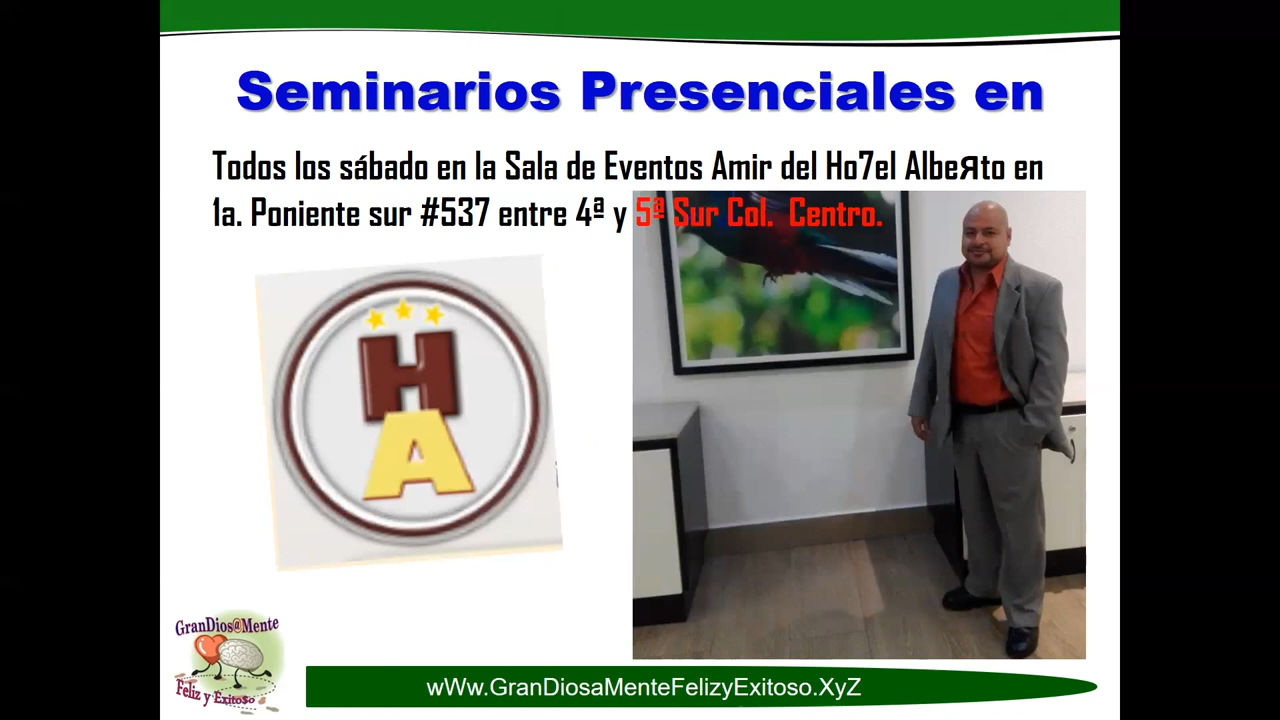 Seminarios Presenciales en
Todos los sábado en la Sala de Eventos Amir del Ho7el AlbeЯto en
1a. Poniente sur #537 entre 4ª y 5ª Sur Col. Centro.
H
A
GranDios@Mente
Feliz y Exito$o
wWw.GranDiosaMenteFelizyExitoso.XyZ